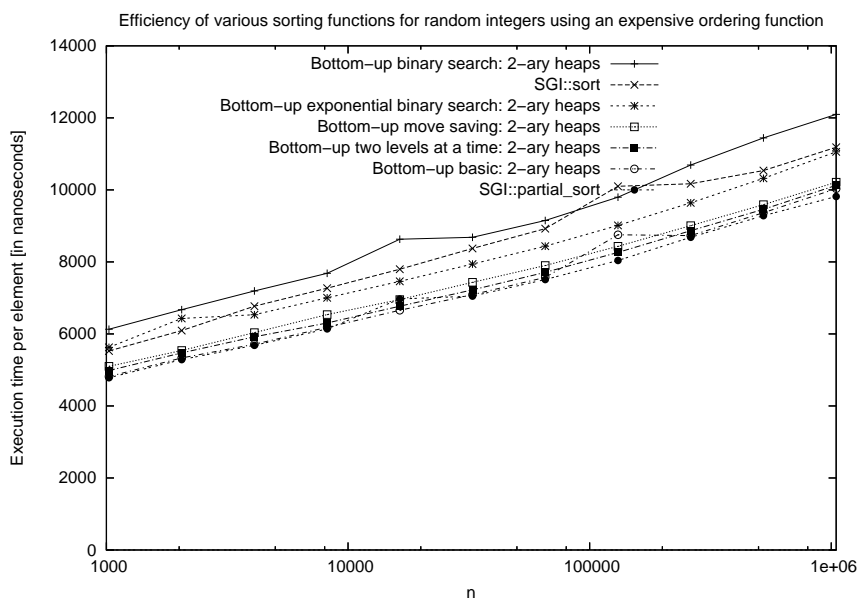 Efficiency of various sorting functions for random integers using an expensive ordering function
14000
12000
10000
8000
6000
4000
2000
0
Execution time per element [in nanoseconds]
Bottom−up binary search: 2−ary heaps
SGI::sort
Bottom−up exponential binary search: 2−ary heaps
Bottom−up move saving: 2−ary heaps
Bottom−up two levels at a time: 2−ary heaps
Bottom−up basic: 2−ary heaps
SGI::partial_sort
1000
10000
100000
1e+06
n